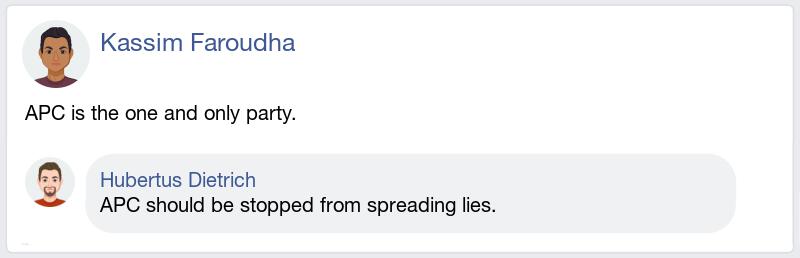 Kassim Faroudha
APC is the one and only party.
Hubertus Dietrich
APC should be stopped from spreading lies.